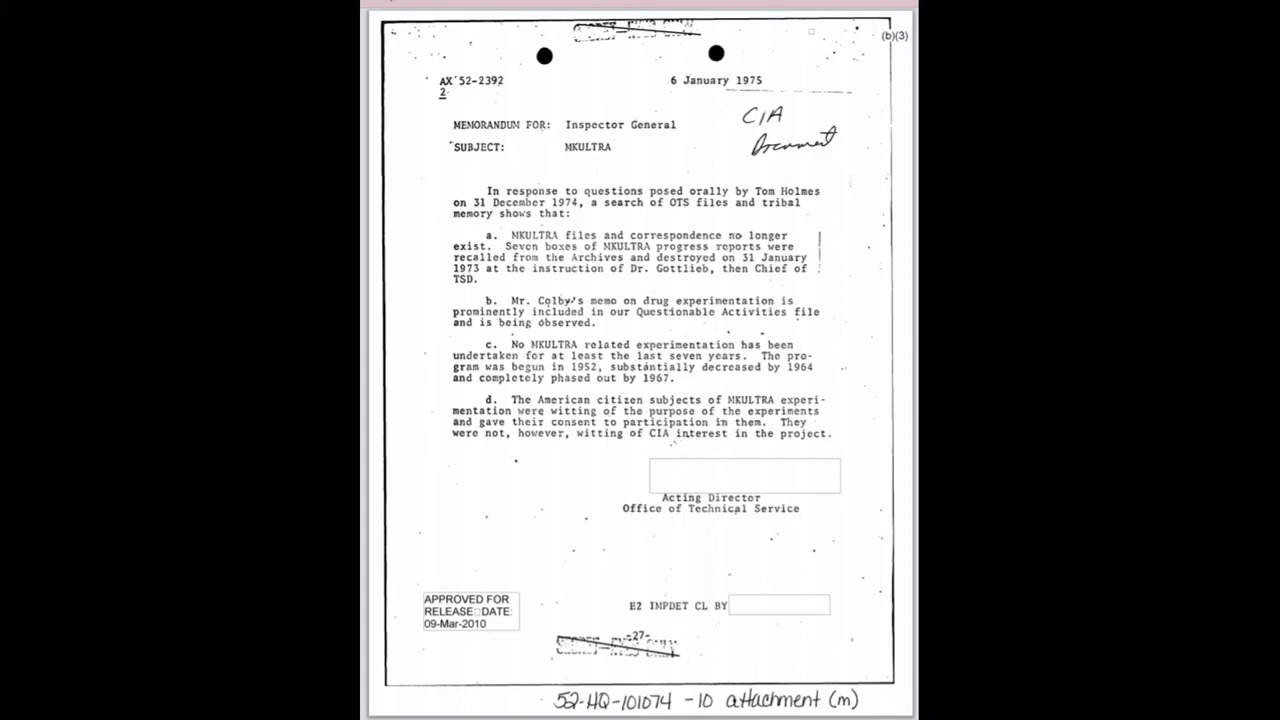 (b)(3)
AX 52-2392
2
6 January 1975
CIA
Document
MEMORANDUM FOR: Inspector General
SUBJECT: MKULTRA
In response to questions posed orally by Tom Holmes
on 31 December 1974, a search of OTS files and tribal
memory shows that:
a. MKULTRA files and correspondence no longer
exist. Seven boxes of MKULTRA progress reports were
recalled from the Archives and destroyed on 31 January
1973 at the instruction of Dr. Gottlieb, then Chief of
TSD.
b. Mr. Colby's memo on drug experimentation is
prominently included in our Questionable Activities file
and is being observed.
c. No MKULTRA related experimentation has been
undertaken for at least the last seven years. The pro-
gram was begun in 1952, substantially decreased by 1964
and completely phased out by 1967.
d. The American citizen subjects of MKULTRA experi-
mentation were witting of the purpose of the experiments
and gave their consent to participation in them. They
were not, however, witting of CIA interest in the project.
Acting Director
Office of Technical Service
APPROVED FOR
RELEASE DATE:
09-Mar-2010
E2 IMPDET CL BY
-27-
SECRET-EYES ONLY
52-HQ-101074 -10 attachment (m)